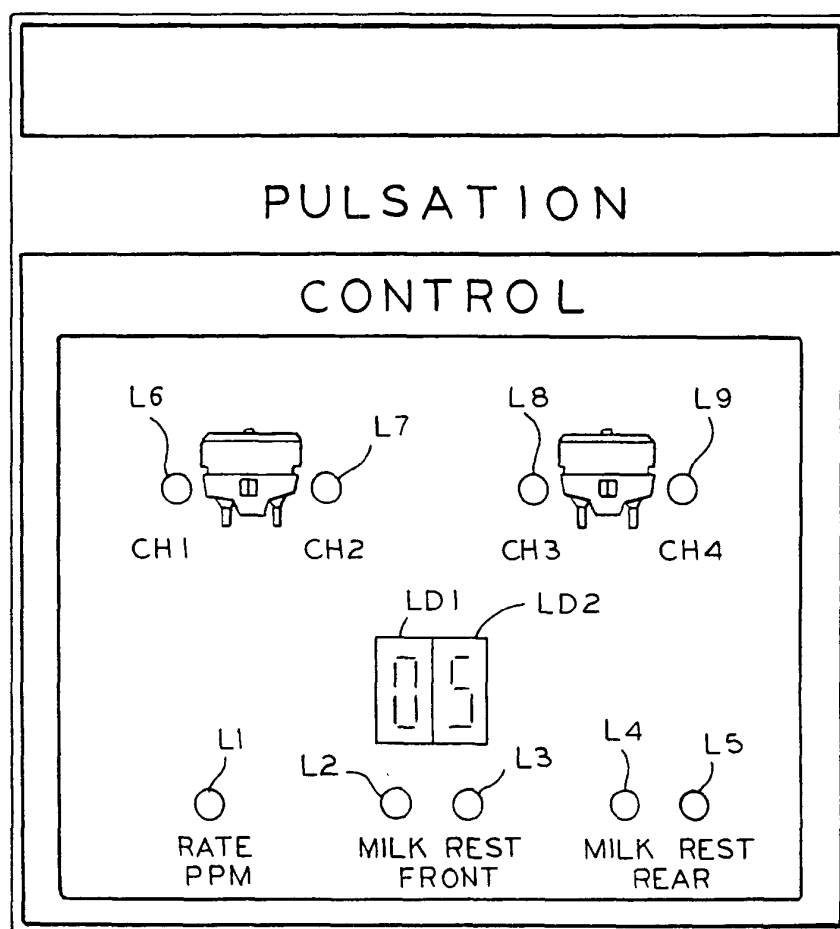 PULSATION
CONTROL
L6 L7 L8 L9
CH1 CH2 CH3 CH4
LD1 LD2
05
L1 L2 L3 L4 L5
RATE MILK REST MILK REST
PPM FRONT REAR